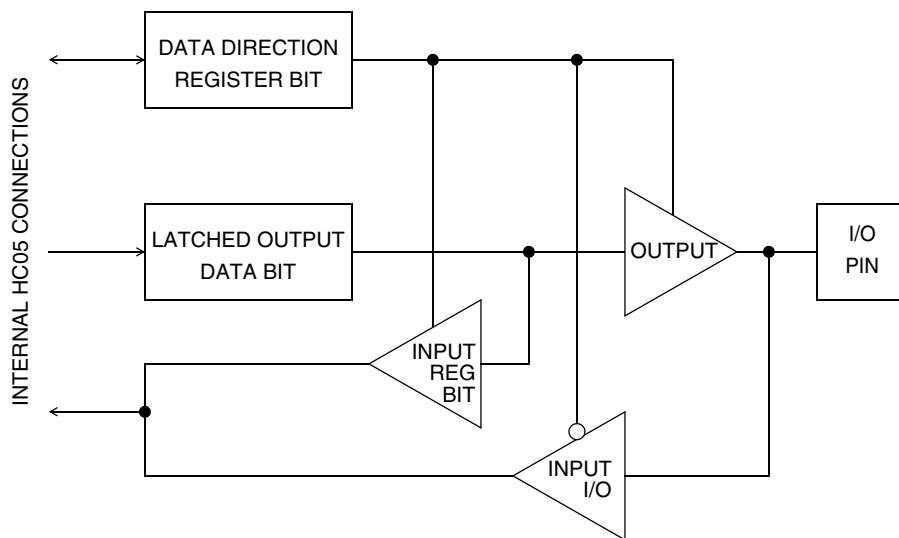 INTERNAL HC05 CONNECTIONS
DATA DIRECTION
REGISTER BIT
LATCHED OUTPUT
DATA BIT
OUTPUT
I/O
PIN
INPUT
REG
BIT
INPUT
I/O